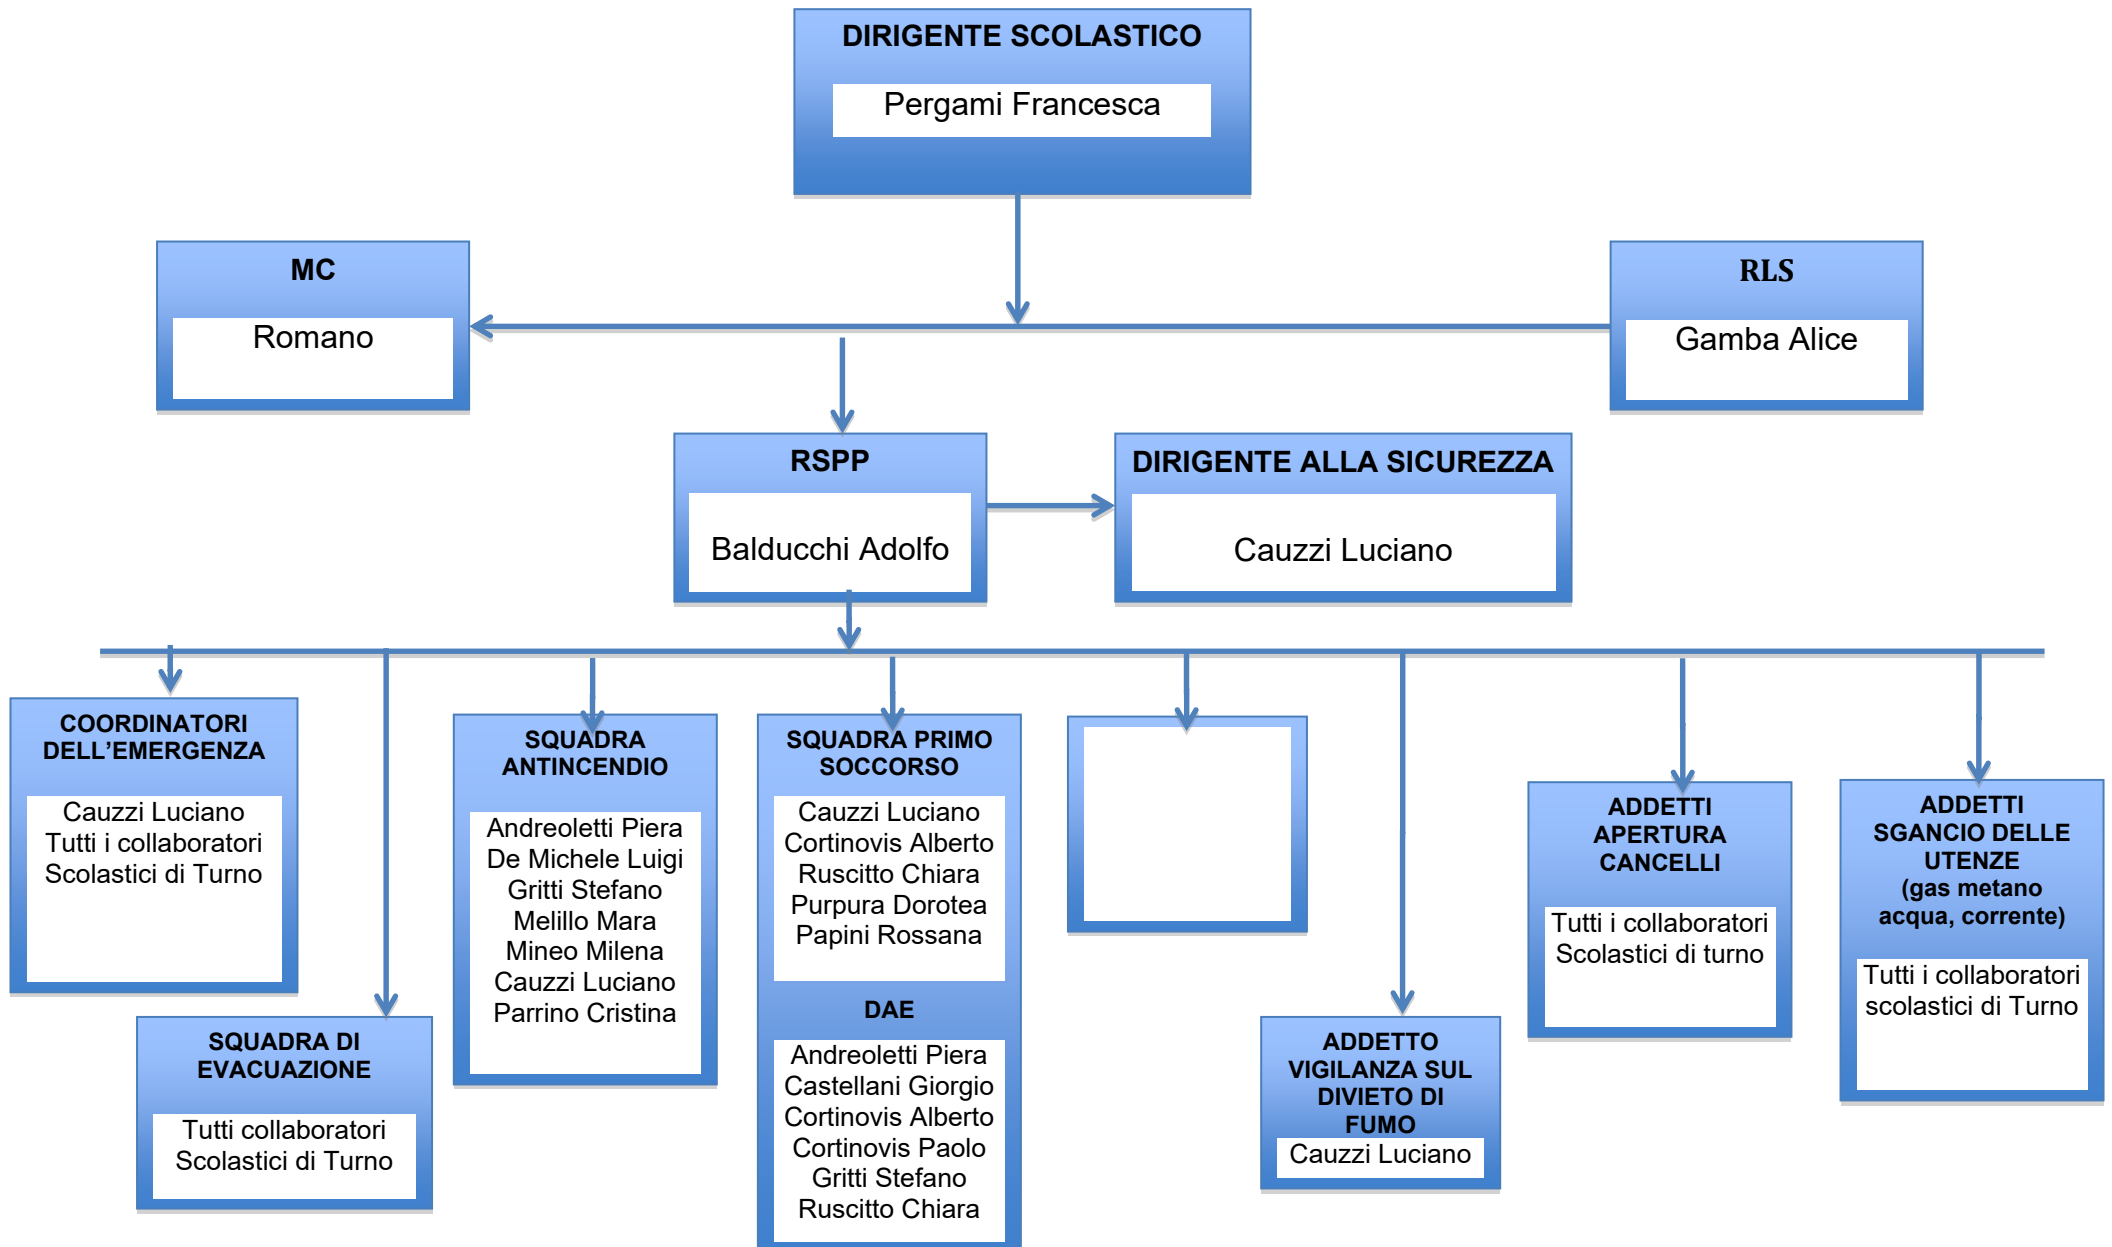 DIRIGENTE SCOLASTICO
Pergami Francesca
MC
Romano
RLS
Gamba Alice
RSPP
Balducchi Adolfo
DIRIGENTE ALLA SICUREZZA
Cauzzi Luciano
COORDINATORI
DELL’EMERGENZA
Cauzzi Luciano
Tutti i collaboratori
Scolastici di Turno
SQUADRA DI
EVACUAZIONE
Tutti collaboratori
Scolastici di Turno
SQUADRA
ANTINCENDIO
Andreoletti Piera
De Michele Luigi
Gritti Stefano
Melillo Mara
Mineo Milena
Cauzzi Luciano
Parrino Cristina
SQUADRA PRIMO
SOCCORSO
Cauzzi Luciano
Cortinovis Alberto
Ruscitto Chiara
Purpura Dorotea
Papini Rossana
DAE
Andreoletti Piera
Castellani Giorgio
Cortinovis Alberto
Cortinovis Paolo
Gritti Stefano
Ruscitto Chiara
ADDETTO
VIGILANZA SUL
DIVIETO DI
FUMO
Cauzzi Luciano
ADDETTI
APERTURA
CANCELLI
Tutti i collaboratori
Scolastici di turno
ADDETTI
SGANCIO DELLE
UTENZE
(gas metano
acqua, corrente)
Tutti i collaboratori
scolastici di Turno